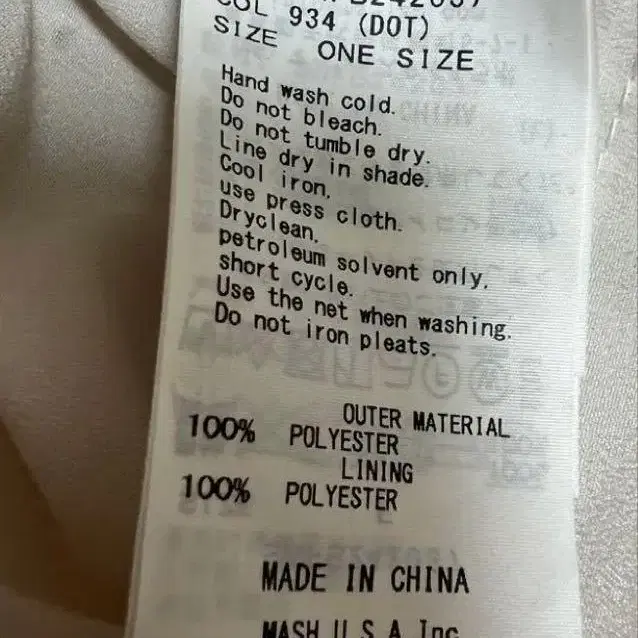 COL 934 (DOT)
SIZE ONE SIZE
Hand wash cold.
Do not bleach.
Do not tumble dry.
Line dry in shade.
Cool iron,
use press cloth.
Dryclean,
petroleum solvent only,
short cycle.
Use the net when washing.
Do not iron pleats.
OUTER MATERIAL
100% POLYESTER
LINING
100% POLYESTER
MADE IN CHINA
MASH U.S.A Inc